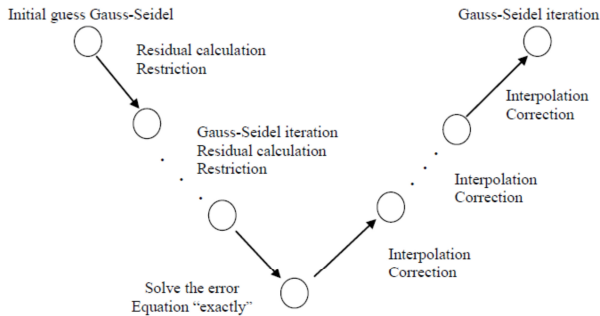 Initial guess Gauss-Seidel
Gauss-Seidel iteration
Residual calculation
Restriction
Interpolation
Correction
Gauss-Seidel iteration
Residual calculation
Restriction
Interpolation
Correction
Interpolation
Correction
Solve the error
Equation “exactly”